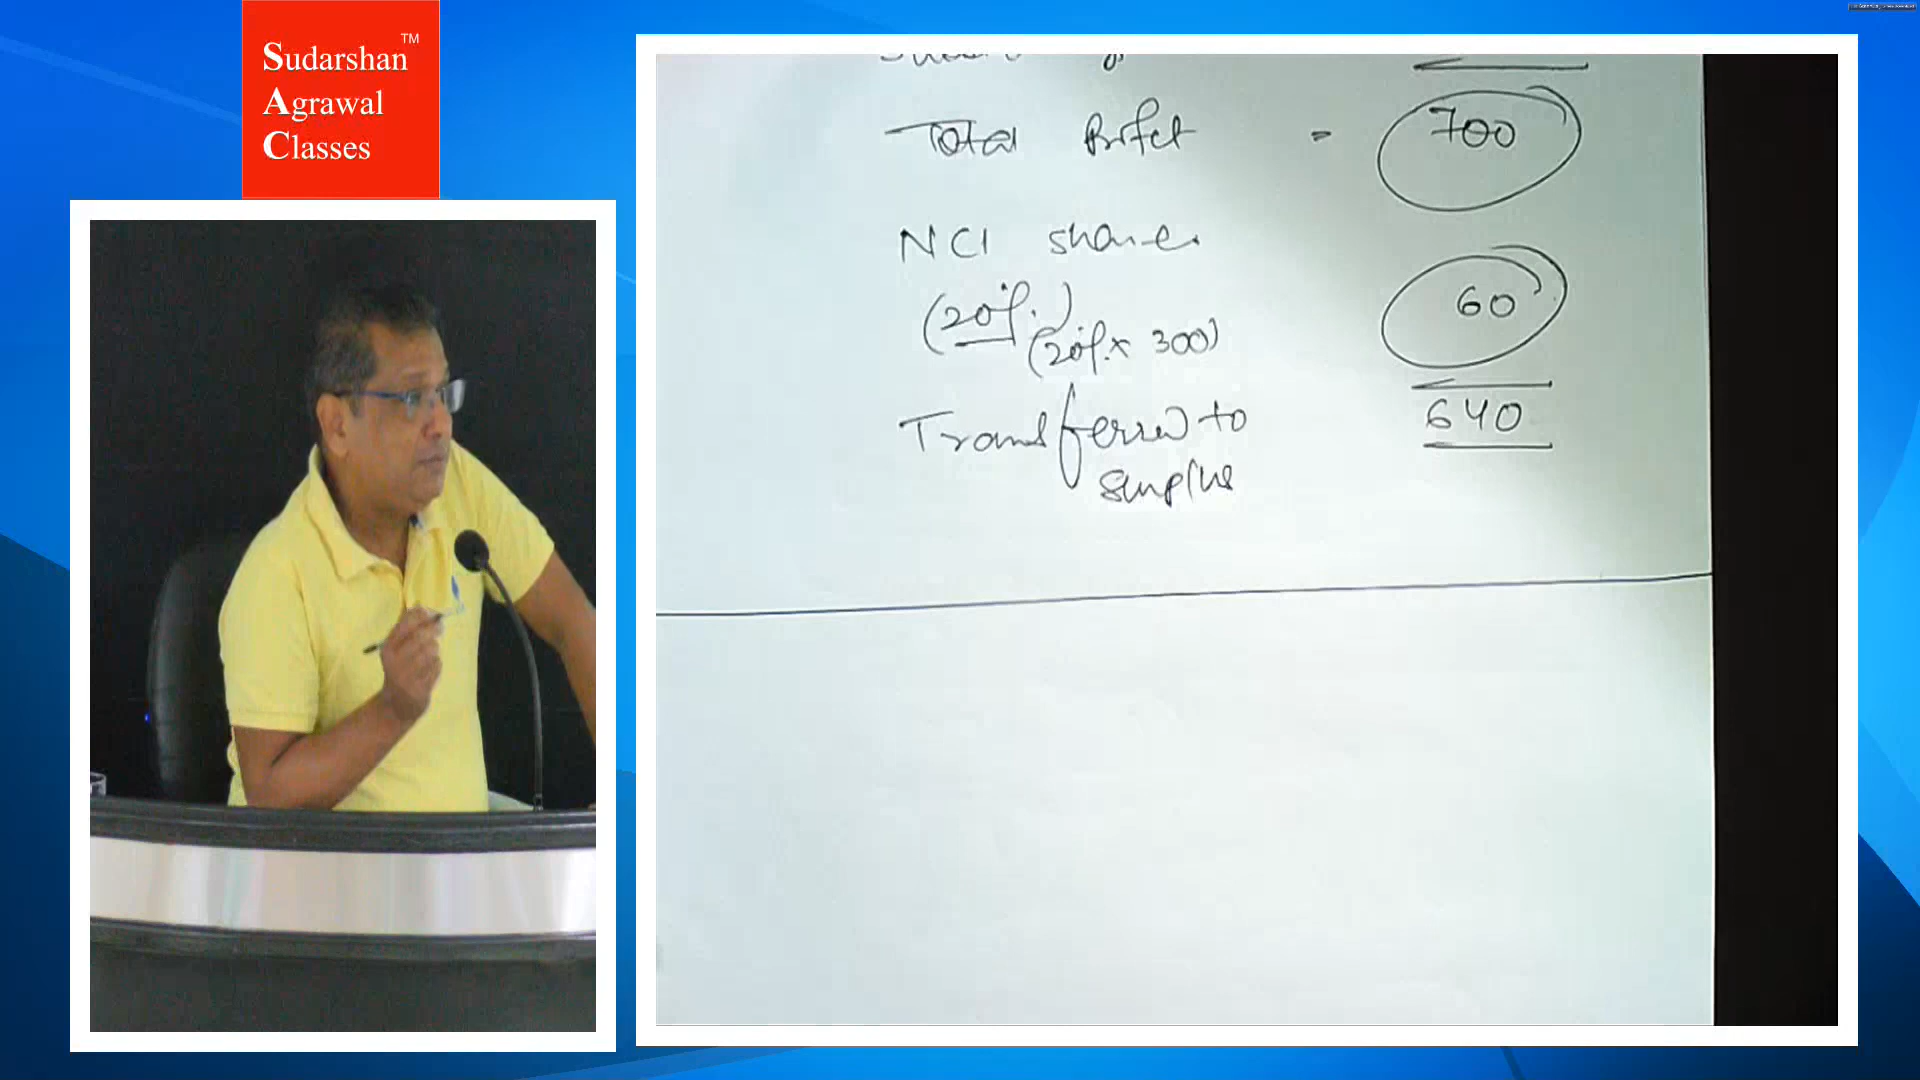 Sudarshan™
Agrawal
Classes
Total Profit = 700
NCI share
60
(20%.)
(20%. x 300)
Transferred to 640
surplus